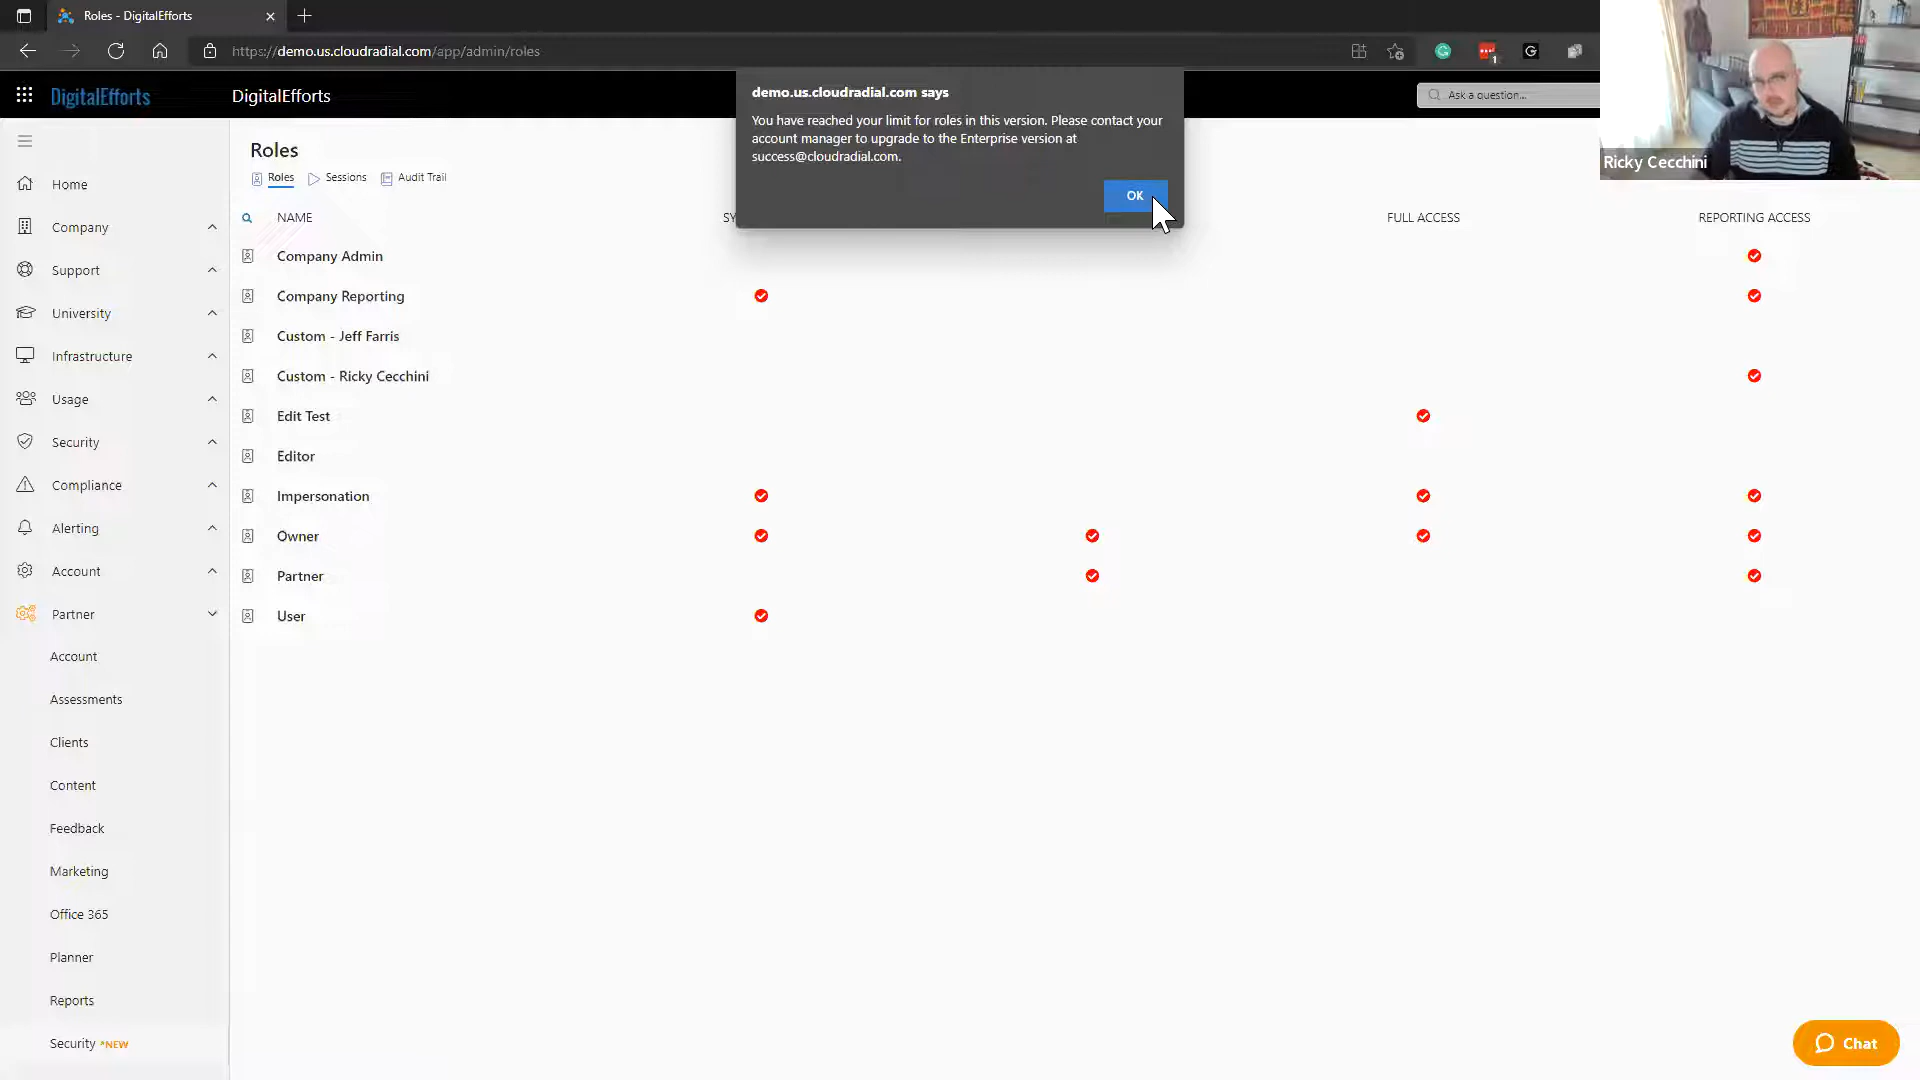 Roles - DigitalEfforts
https://demo.us.cloudradial.com/app/admin/roles
1
DigitalEfforts
DigitalEfforts
Ask a question...
demo.us.cloudradial.com says
You have reached your limit for roles in this version. Please contact your
account manager to upgrade to the Enterprise version at
success@cloudradial.com.
OK
Ricky Cecchini
Home
Company
Support
University
Infrastructure
Usage
Security
Compliance
Alerting
Account
Partner
Account
Assessments
Clients
Content
Feedback
Marketing
Office 365
Planner
Reports
Security *NEW
Roles
Roles Sessions Audit Trail
NAME FULL ACCESS REPORTING ACCESS
Company Admin
Company Reporting
Custom - Jeff Farris
Custom - Ricky Cecchini
Edit Test
Editor
Impersonation
Owner
Partner
User
Chat